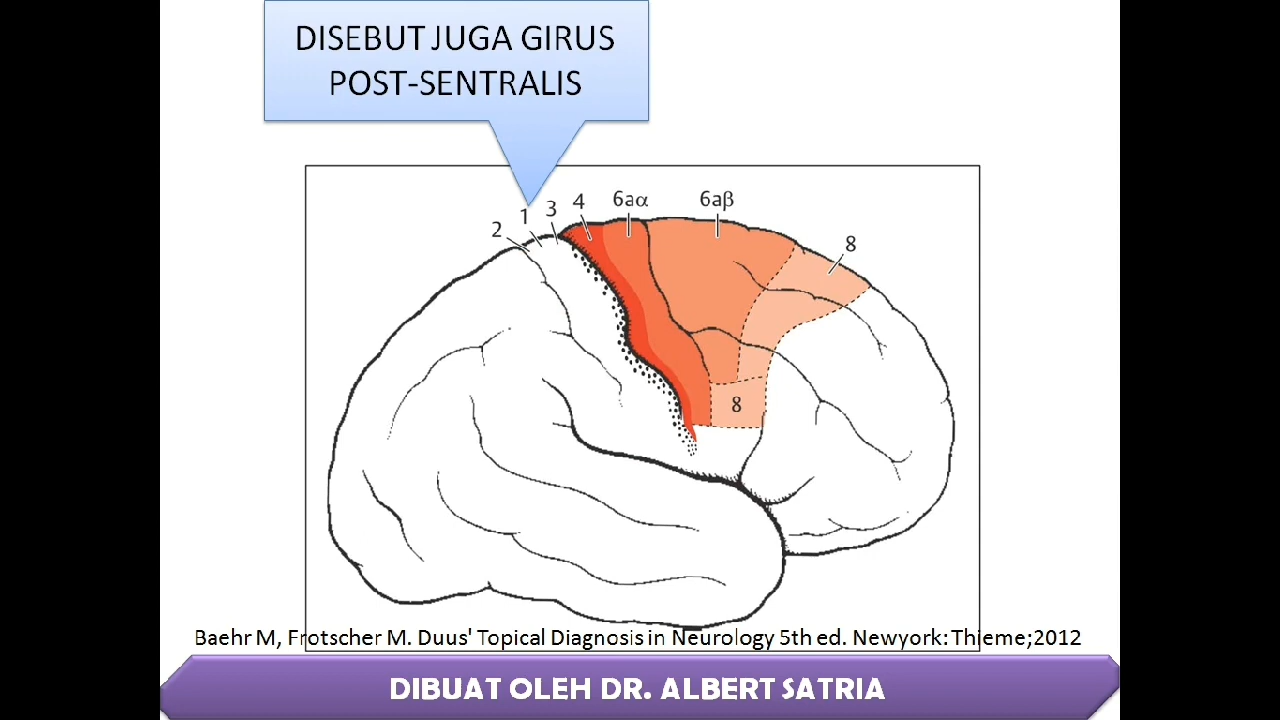 DISEBUT JUGA GIRUS
POST-SENTRALIS
2 1 3 4 6aα 6aβ
8
8
Baehr M, Frotscher M. Duus' Topical Diagnosis in Neurology 5th ed. Newyork: Thieme;2012
DIBUAT OLEH DR. ALBERT SATRIA